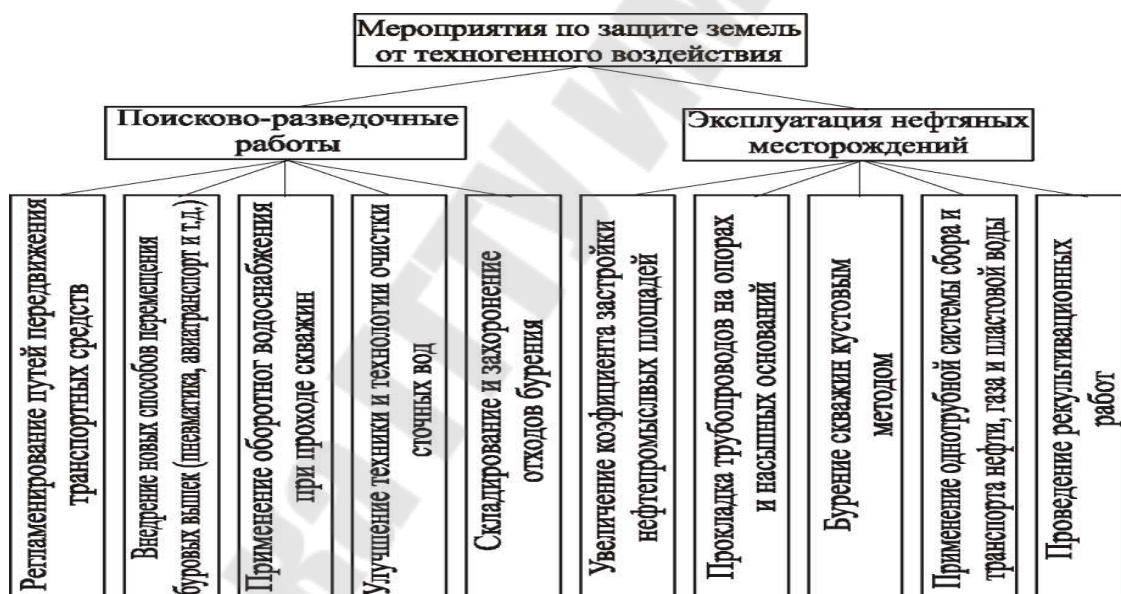 Мероприятия по защите земель
от техногенного воздействия
Поисково-разведочные
работы
Эксплуатация нефтяных
месторождений
Регламенирование путей передвижения
транспортных средств
Внедрение новых способов перемещения
буровых вышек (пневматика, авиатранспорт и т.д.)
Применение оборотног водоснабжения
при проходе скважин
Улучшение техники и технологии очистки
сточных вод
Складирование и захоронение
отходов бурения
Увеличение коэфициента застройки
нефтепромыслвых площадей
Прокладка трубопроводов на опорах
и насыпных оснований
Бурение скважин кустовым
методом
Применение однотрубной системы сбора и
транспорта нефти, газа и пластовой воды
Проведение рекультивационных
работ